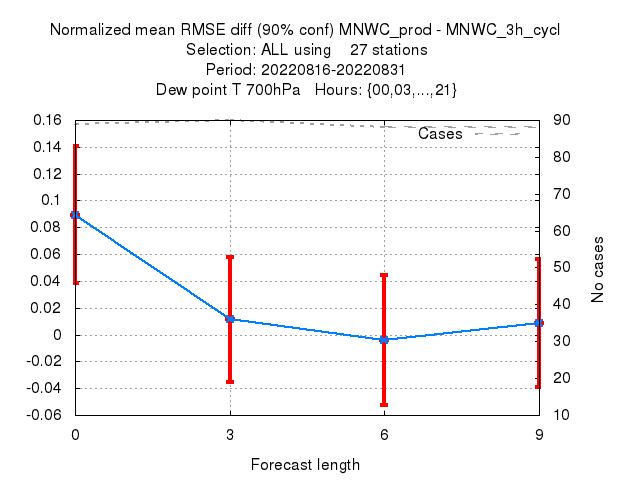 Normalized mean RMSE diff (90% conf) MNWC_prod - MNWC_3h_cycl
Selection: ALL using    27 stations
Period: 20220816-20220831
Dew point T 700hPa   Hours: {00,03,...,21}
Cases
0.16
0.14
0.12
0.1
0.08
0.06
0.04
0.02
0
-0.02
-0.04
-0.06
90
80
70
60
50
40
30
20
10
No cases
0 3 6 9
Forecast length